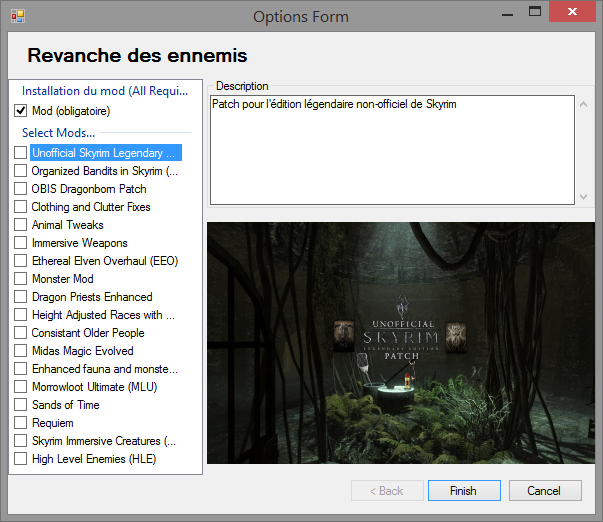 Options Form
Revanche des ennemis
Installation du mod (All Requi...
Mod (obligatoire)
Select Mods...
Unofficial Skyrim Legendary ...
Organized Bandits in Skyrim (...
OBIS Dragonborn Patch
Clothing and Clutter Fixes
Animal Tweaks
Immersive Weapons
Ethereal Elven Overhaul (EEO)
Monster Mod
Dragon Priests Enhanced
Height Adjusted Races with ...
Consistant Older People
Midas Magic Evolved
Enhanced fauna and monste...
Morrowloot Ultimate (MLU)
Sands of Time
Requiem
Skyrim Immersive Creatures (...
High Level Enemies (HLE)
Description
Patch pour l'édition légendaire non-officiel de Skyrim
UNOFFICIAL
SKYRIM
LEGENDARY EDITION
PATCH
< Back
Finish
Cancel